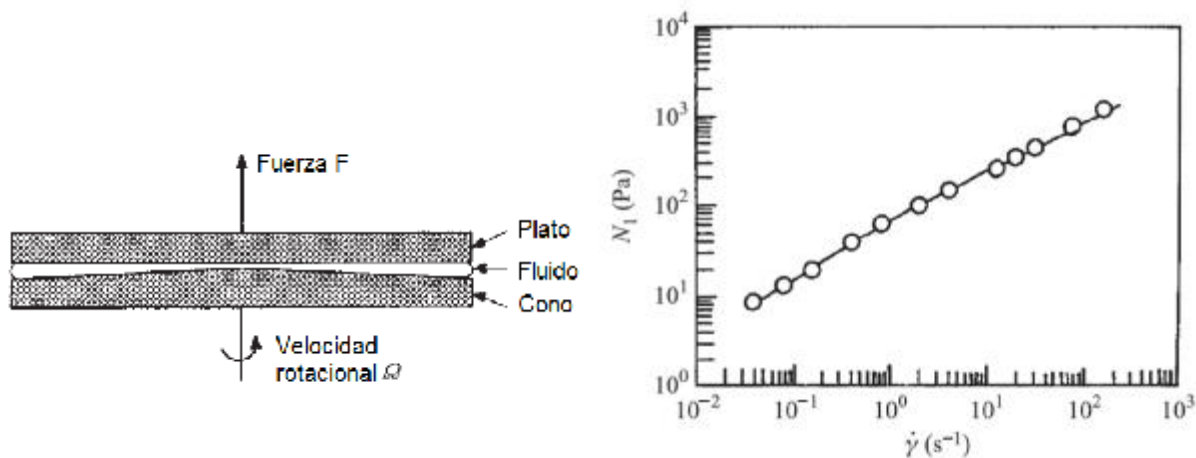 Fuerza F
Plato
Fluido
Cono
Velocidad
rotacional Ω
N₁ (Pa)
10⁴
10³
10²
10¹
10⁰
10⁻² 10⁻¹ 10⁰ 10¹ 10² 10³
γ̇ (s⁻¹)